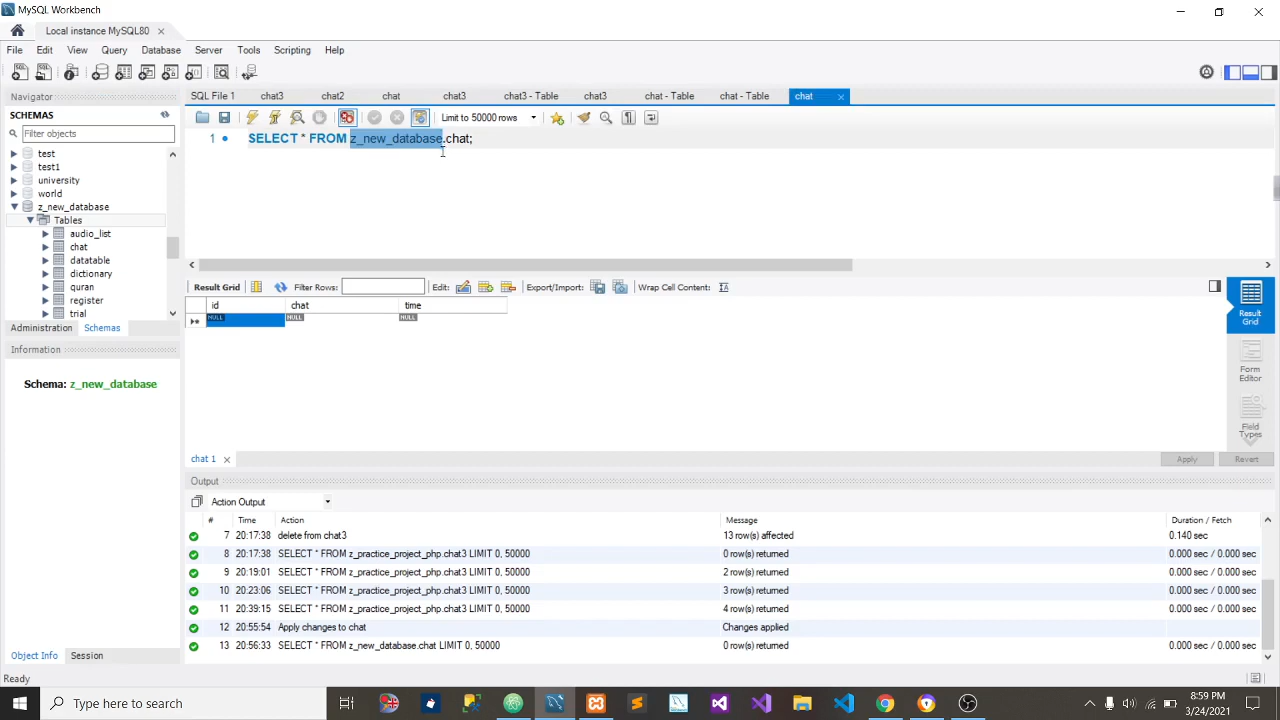 MySQL Workbench
Local instance MySQL80
File Edit View Query Database Server Tools Scripting Help
Navigator
SQL File 1 chat3 chat2 chat chat3 chat3 - Table chat3 chat - Table chat - Table chat
SCHEMAS
Filter objects
Limit to 50000 rows
1 SELECT * FROM z_new_database.chat;
test
test1
university
world
z_new_database
Tables
audio_list
chat
datatable
dictionary
quran
register
trial
Administration Schemas
Information
Schema: z_new_database
Object Info Session
Result Grid Filter Rows: Edit: Export/Import: Wrap Cell Content:
id chat time
NULL NULL NULL
Result Grid
Form Editor
Field Types
chat 1
Apply Revert
Output
Action Output
# Time Action Message Duration / Fetch
7 20:17:38 delete from chat3 13 row(s) affected 0.140 sec
8 20:17:38 SELECT * FROM z_practice_project_php.chat3 LIMIT 0, 50000 0 row(s) returned 0.000 sec / 0.000 sec
9 20:19:01 SELECT * FROM z_practice_project_php.chat3 LIMIT 0, 50000 2 row(s) returned 0.000 sec / 0.000 sec
10 20:23:06 SELECT * FROM z_practice_project_php.chat3 LIMIT 0, 50000 3 row(s) returned 0.000 sec / 0.000 sec
11 20:39:15 SELECT * FROM z_practice_project_php.chat3 LIMIT 0, 50000 4 row(s) returned 0.000 sec / 0.000 sec
12 20:55:54 Apply changes to chat Changes applied
13 20:56:33 SELECT * FROM z_new_database.chat LIMIT 0, 50000 0 row(s) returned 0.000 sec / 0.000 sec
Ready
Type here to search
8:59 PM
3/24/2021